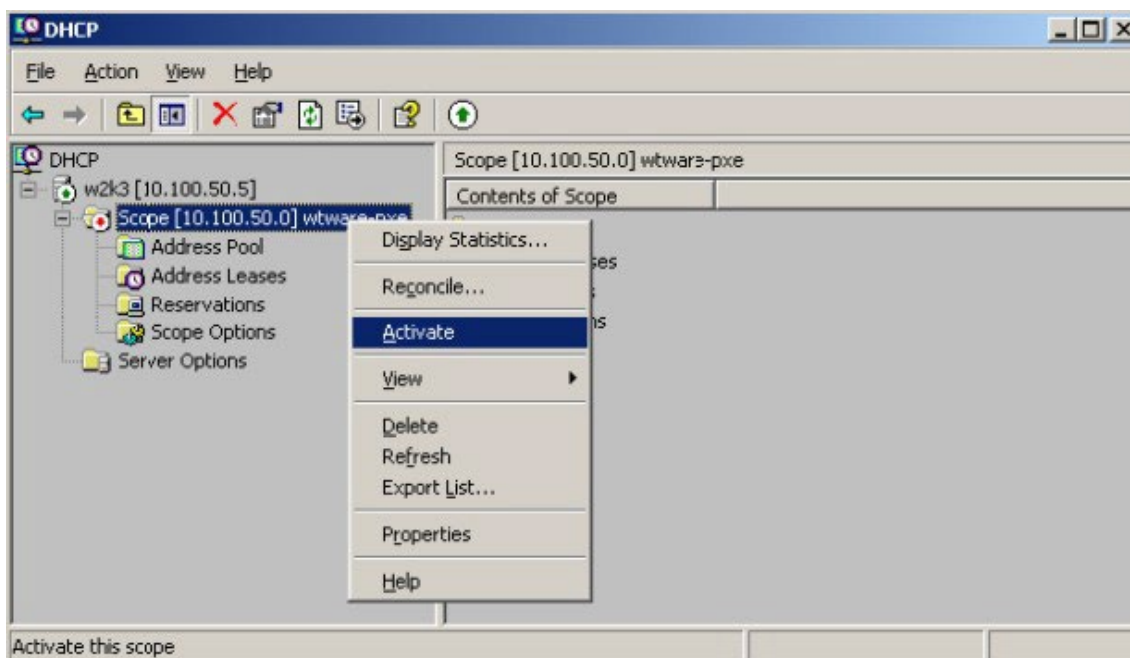 DHCP
File Action View Help
DHCP
w2k3 [10.100.50.5]
Scope [10.100.50.0] wtware-pxe
Address Pool
Address Leases
Reservations
Scope Options
Server Options
Scope [10.100.50.0] wtware-pxe
Contents of Scope
ses
s
ns
Display Statistics...
Reconcile...
Activate
View
Delete
Refresh
Export List...
Properties
Help
Activate this scope